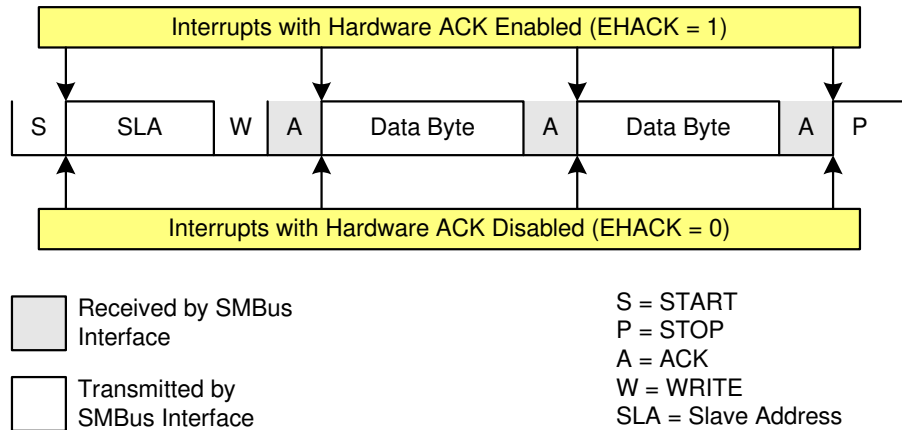 Interrupts with Hardware ACK Enabled (EHACK = 1)
S SLA W A Data Byte A Data Byte A P
Interrupts with Hardware ACK Disabled (EHACK = 0)
Received by SMBus
Interface
Transmitted by
SMBus Interface
S = START
P = STOP
A = ACK
W = WRITE
SLA = Slave Address